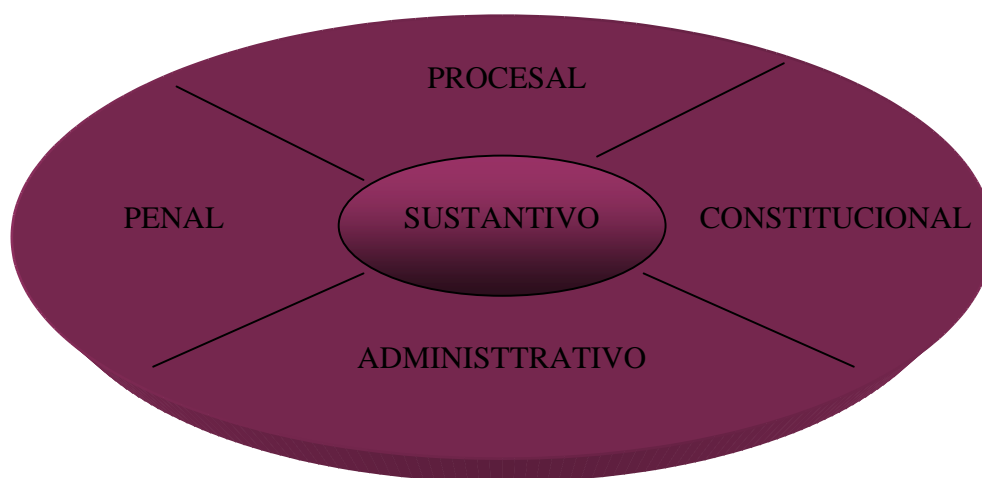 PROCESAL
PENAL
SUSTANTIVO
CONSTITUCIONAL
ADMINISTTRATIVO